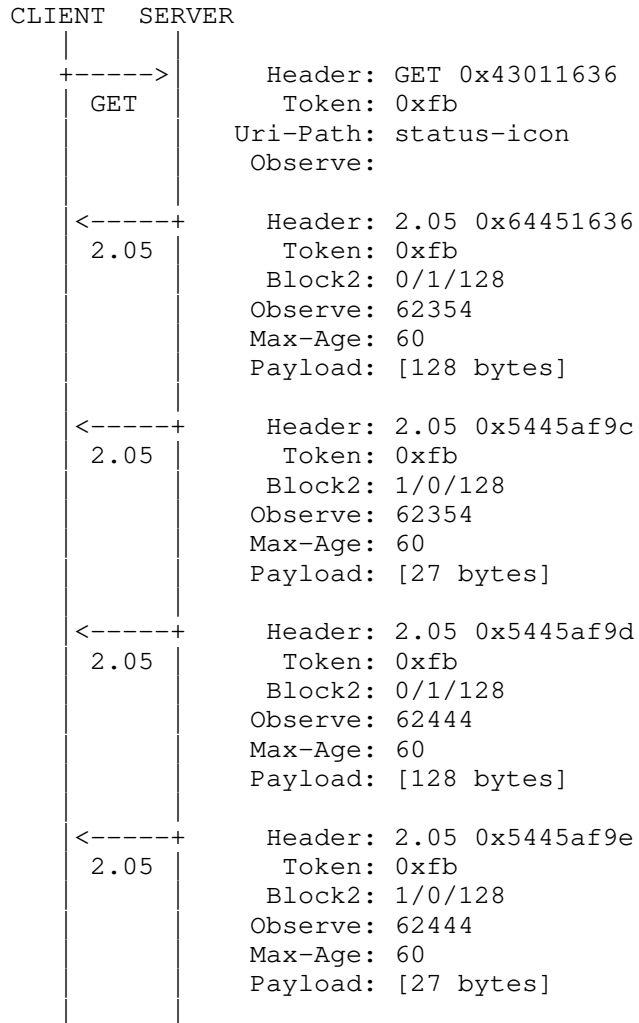 CLIENT  SERVER
  |      |
  +----->|     Header: GET 0x43011636
  | GET  |      Token: 0xfb
  |      |   Uri-Path: status-icon
  |      |    Observe:
  |      |
  |<-----+     Header: 2.05 0x64451636
  | 2.05 |      Token: 0xfb
  |      |     Block2: 0/1/128
  |      |    Observe: 62354
  |      |    Max-Age: 60
  |      |    Payload: [128 bytes]
  |      |
  |<-----+     Header: 2.05 0x5445af9c
  | 2.05 |      Token: 0xfb
  |      |     Block2: 1/0/128
  |      |    Observe: 62354
  |      |    Max-Age: 60
  |      |    Payload: [27 bytes]
  |      |
  |<-----+     Header: 2.05 0x5445af9d
  | 2.05 |      Token: 0xfb
  |      |     Block2: 0/1/128
  |      |    Observe: 62444
  |      |    Max-Age: 60
  |      |    Payload: [128 bytes]
  |      |
  |<-----+     Header: 2.05 0x5445af9e
  | 2.05 |      Token: 0xfb
  |      |     Block2: 1/0/128
  |      |    Observe: 62444
  |      |    Max-Age: 60
  |      |    Payload: [27 bytes]
  |      |